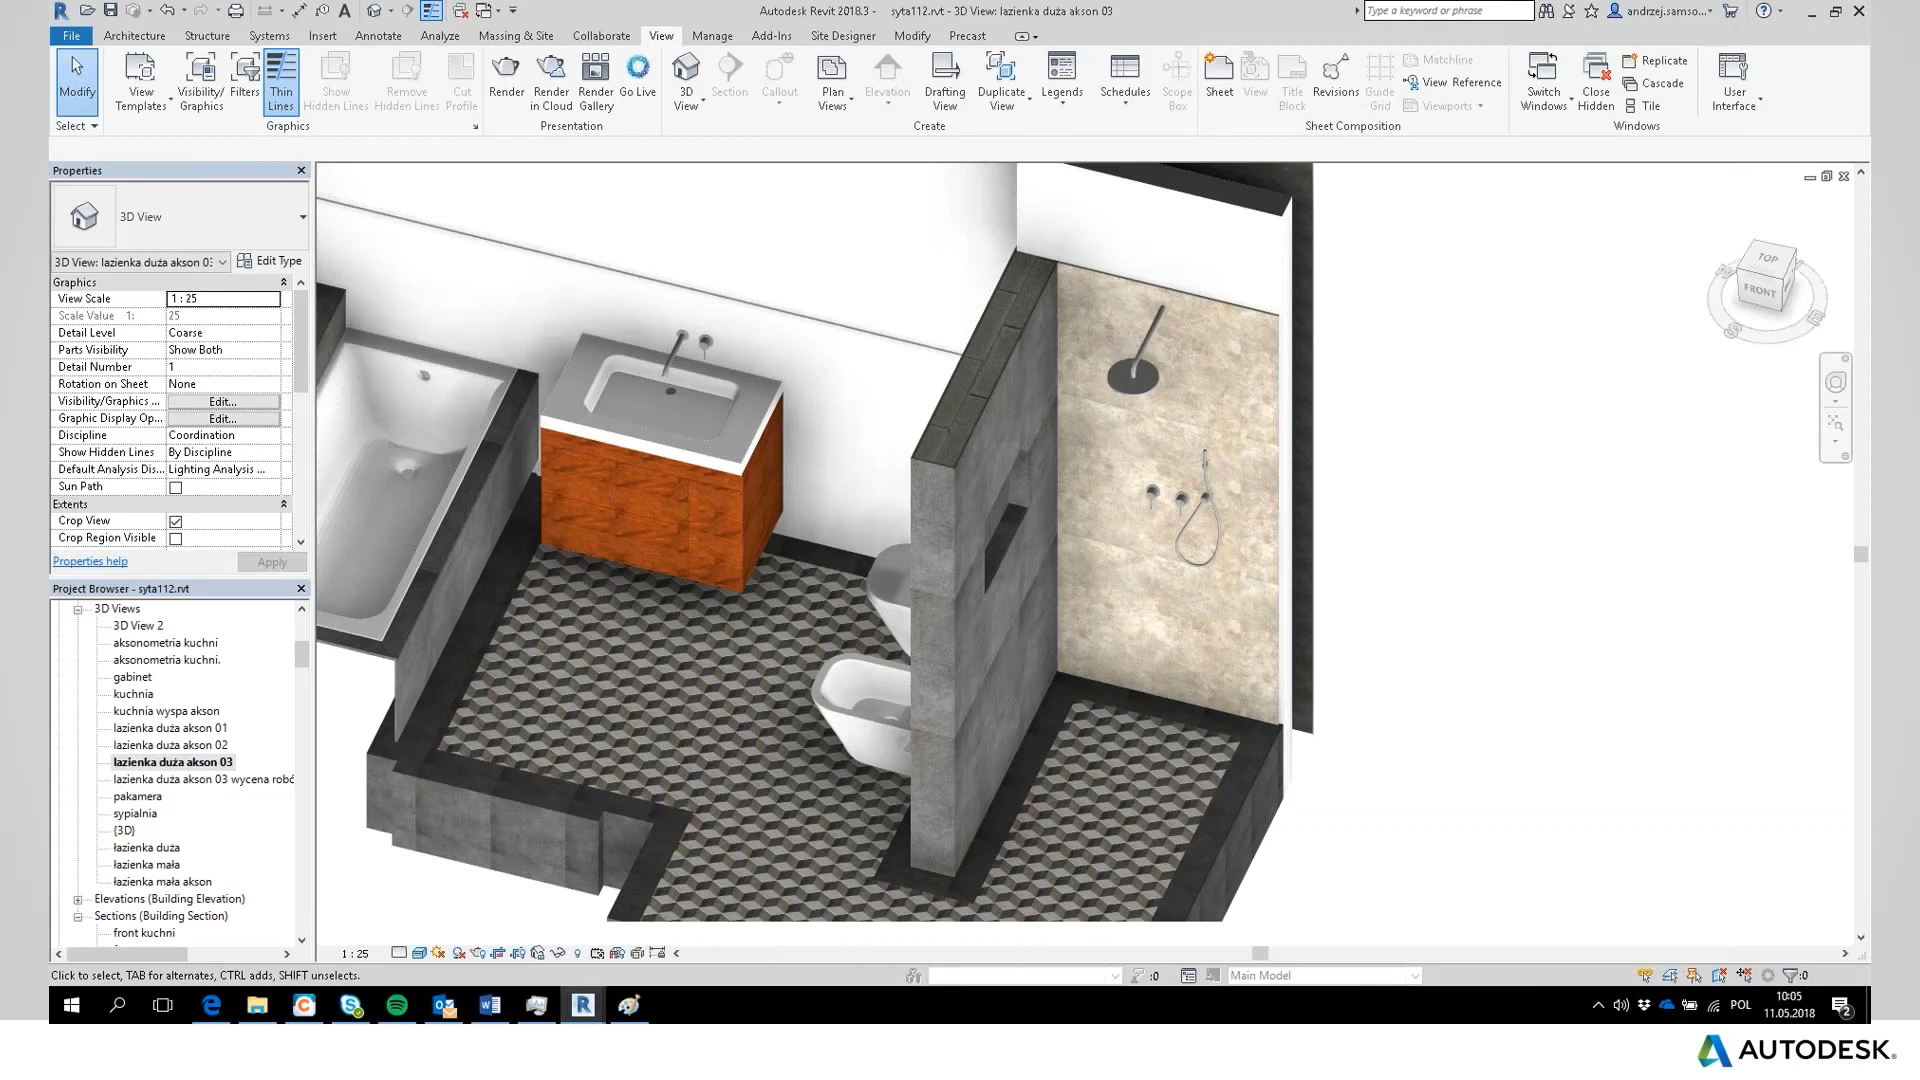 Autodesk Revit 2018.3 - syta112.rvt - 3D View: lazienka duża akson 03
Type a keyword or phrase
andrzej.samso...
File Architecture Structure Systems Insert Annotate Analyze Massing & Site Collaborate View Manage Add-Ins Site Designer Modify Precast
Modify
View Templates
Visibility/ Graphics
Filters
Thin Lines
Show Hidden Lines
Remove Hidden Lines
Cut Profile
Render
Render in Cloud
Render Gallery
Go Live
3D View
Section
Callout
Plan Views
Elevation
Drafting View
Duplicate View
Legends
Schedules
Scope Box
Sheet
View
Title Block
Revisions
Guide Grid
Matchline
View Reference
Viewports
Switch Windows
Close Hidden
Replicate
Cascade
Tile
User Interface
Select Graphics Presentation Create Sheet Composition Windows
Properties
3D View
3D View: lazienka duża akson 03
Edit Type
Graphics
View Scale 1 : 25
Scale Value 1: 25
Detail Level Coarse
Parts Visibility Show Both
Detail Number 1
Rotation on Sheet None
Visibility/Graphics ... Edit...
Graphic Display Op... Edit...
Discipline Coordination
Show Hidden Lines By Discipline
Default Analysis Dis... Lighting Analysis ...
Sun Path
Extents
Crop View
Crop Region Visible
Properties help
Apply
Project Browser - syta112.rvt
3D Views
3D View 2
aksonometria kuchni
aksonometria kuchni.
gabinet
kuchnia
kuchnia wyspa akson
lazienka duża akson 01
lazienka duża akson 02
lazienka duża akson 03
lazienka duża akson 03 wycena robó
pakamera
sypialnia
{3D}
łazienka duża
łazienka mała
łazienka mała akson
Elevations (Building Elevation)
Sections (Building Section)
front kuchni
TOP
FRONT
S
E
1 : 25
Click to select, TAB for alternates, CTRL adds, SHIFT unselects.
:0
Main Model
:0
POL
10:05
11.05.2018
2
AUTODESK.